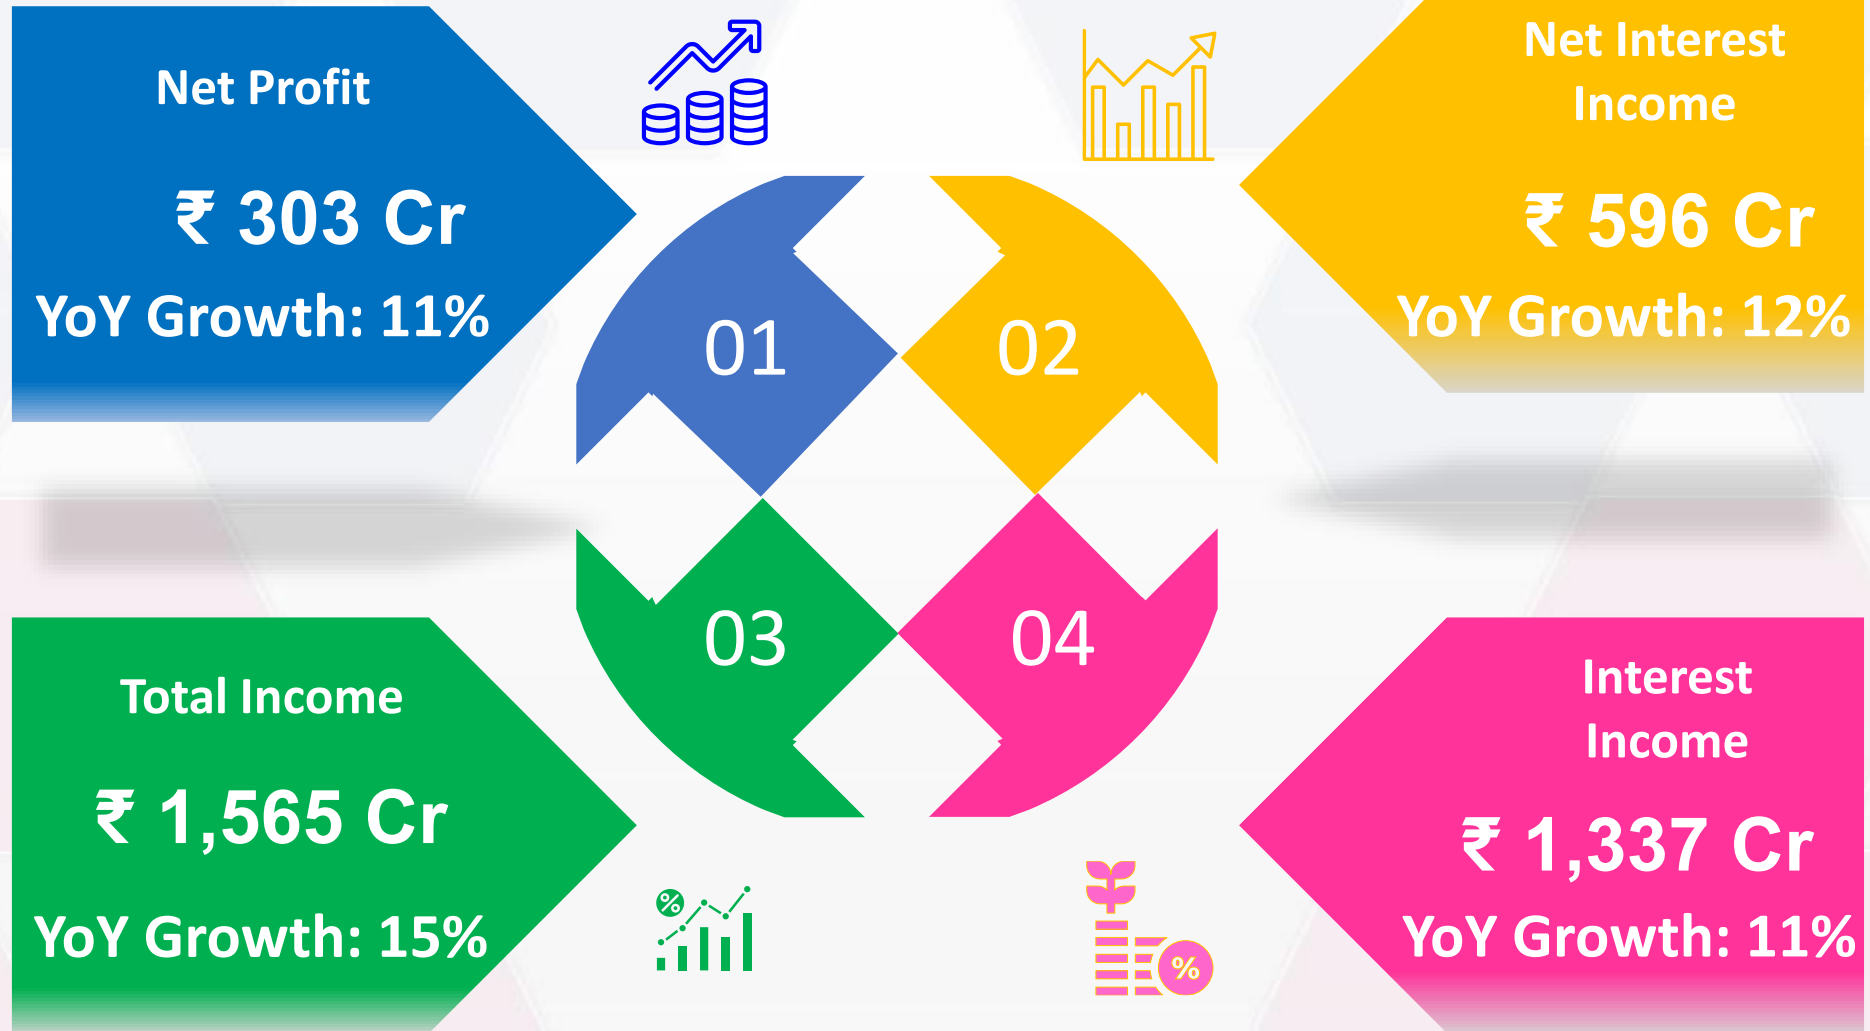 Net Profit
₹ 303 Cr
YoY Growth: 11%
Net Interest
Income
₹ 596 Cr
YoY Growth: 12%
01
02
03
04
Total Income
₹ 1,565 Cr
YoY Growth: 15%
Interest
Income
₹ 1,337 Cr
YoY Growth: 11%
%
%